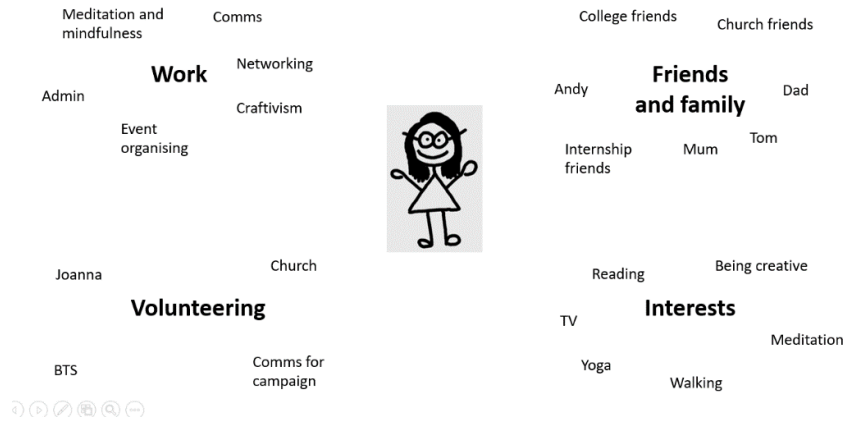 Meditation and
mindfulness
Comms
Work
Networking
Admin
Craftivism
Event
organising
College friends
Church friends
Friends
and family
Andy
Dad
Tom
Internship
friends
Mum
Joanna
Church
Volunteering
BTS
Comms for
campaign
Reading
Being creative
Interests
TV
Meditation
Yoga
Walking